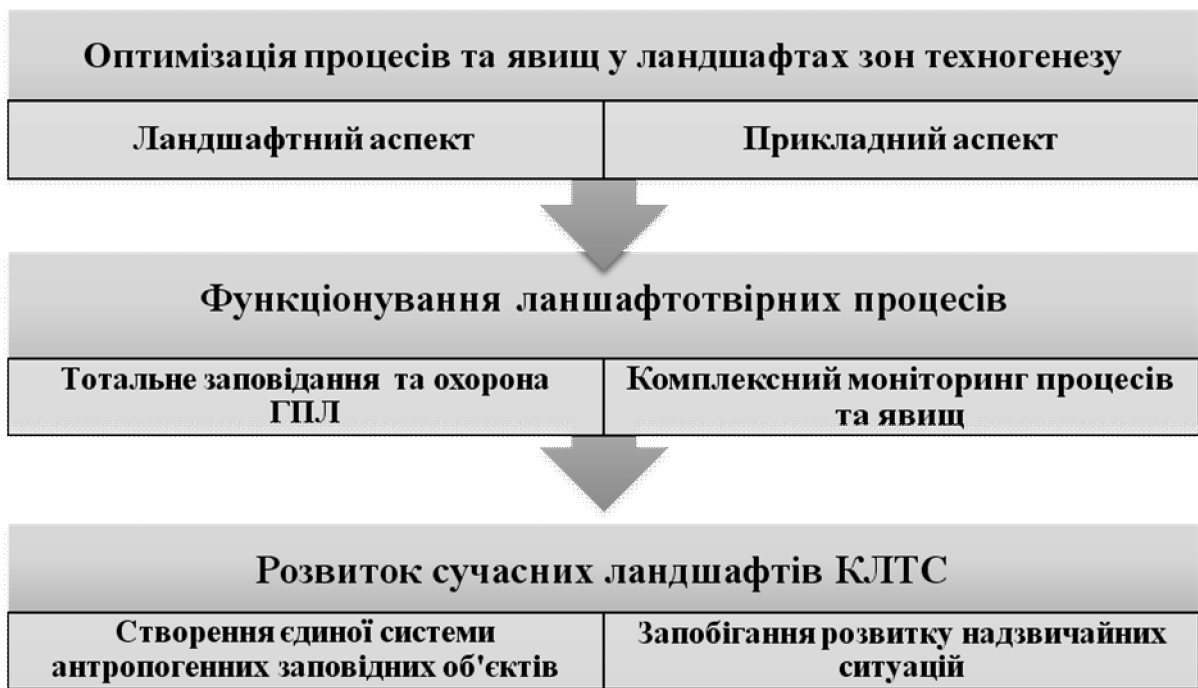 Оптимізація процесів та явищ у ландшафтах зон техногенезу
Ландшафтний аспект
Прикладний аспект
Функціонування ланшафтотвірних процесів
Тотальне заповідання та охорона
ГПЛ
Комплексний моніторинг процесів
та явищ
Розвиток сучасних ландшафтів КЛТС
Створення єдиної системи
антропогенних заповідних об'єктів
Запобігання розвитку надзвичайних
ситуацій